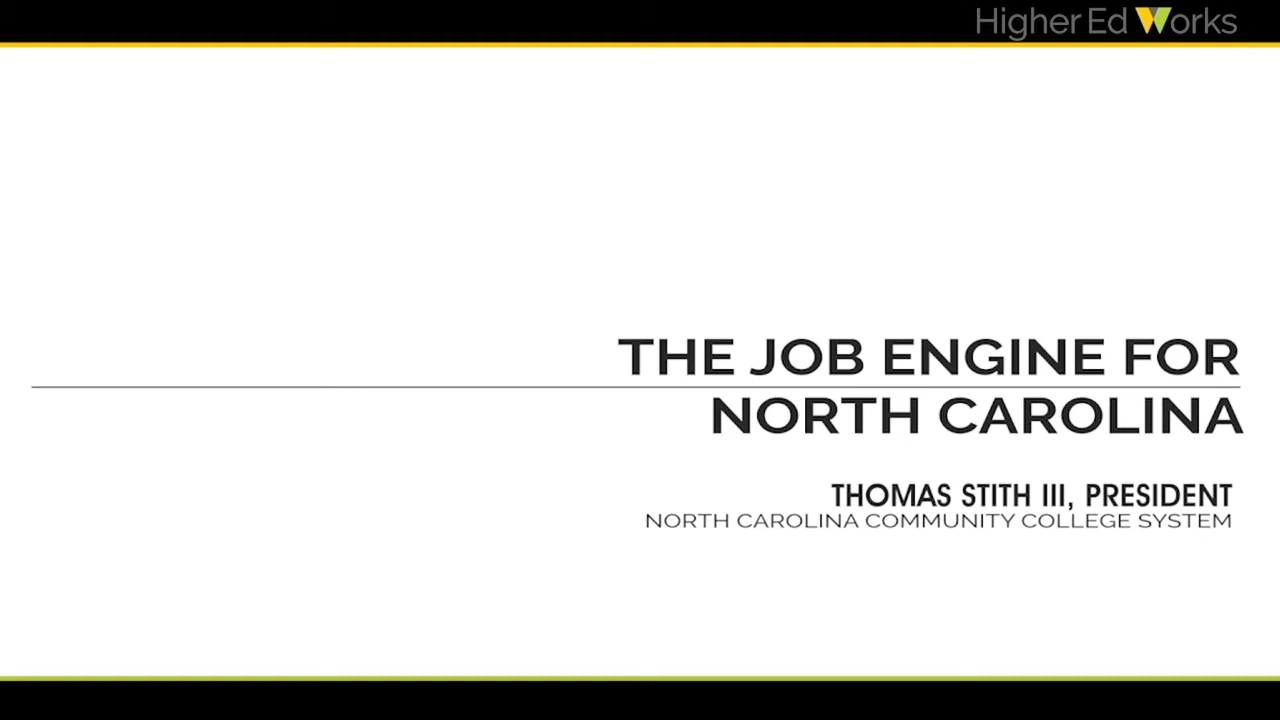 Higher Ed Works
THE JOB ENGINE FOR
NORTH CAROLINA
THOMAS STITH III, PRESIDENT
NORTH CAROLINA COMMUNITY COLLEGE SYSTEM